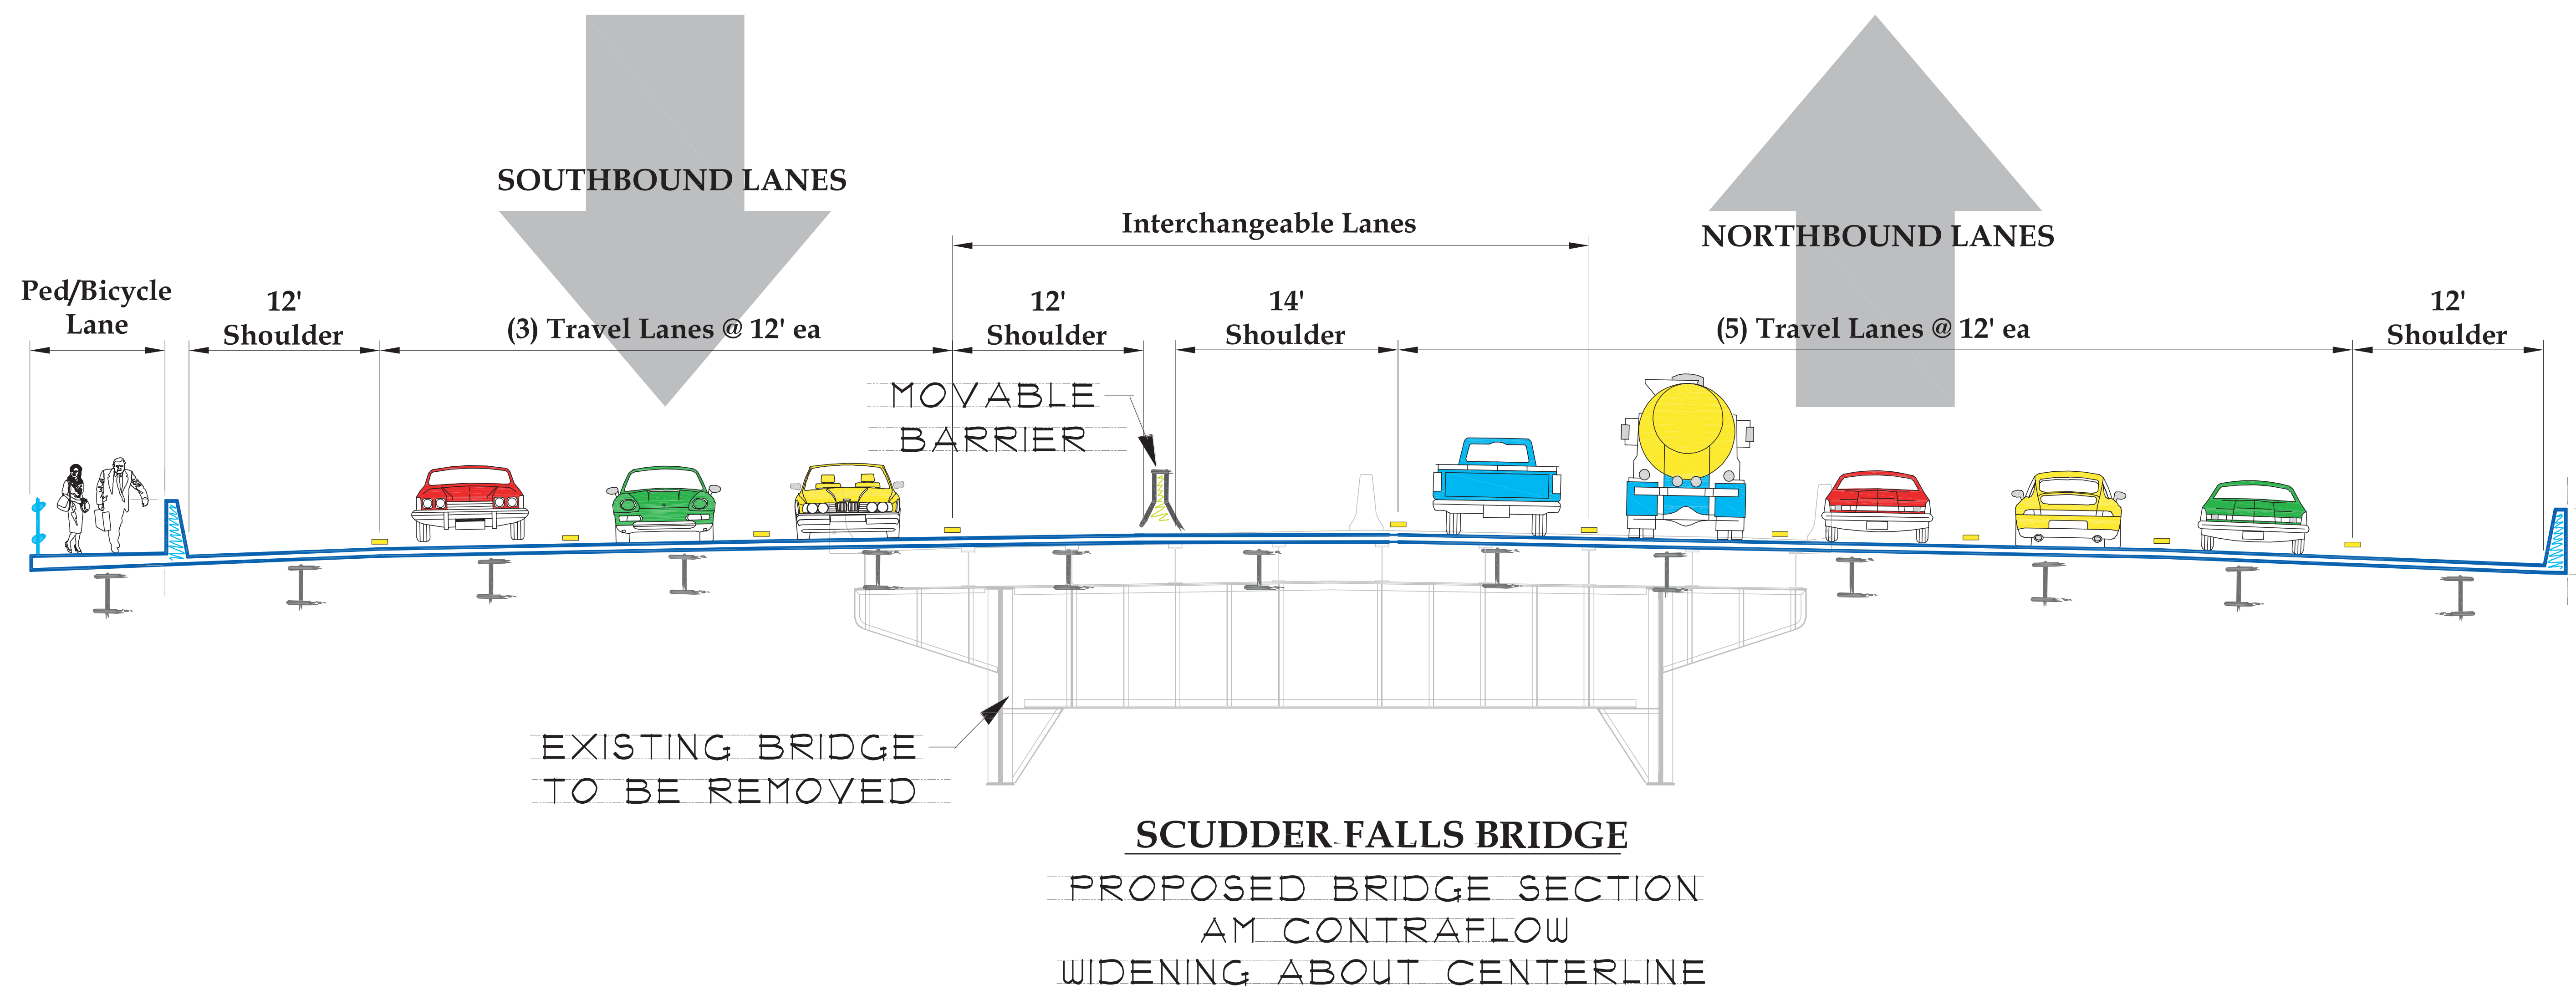 SOUTHBOUND LANES
NORTHBOUND LANES
Interchangeable Lanes
Ped/Bicycle
Lane
12'
Shoulder
(3) Travel Lanes @ 12' ea
12'
Shoulder
14'
Shoulder
(5) Travel Lanes @ 12' ea
12'
Shoulder
MOVABLE
BARRIER
EXISTING BRIDGE
TO BE REMOVED
SCUDDER FALLS BRIDGE
PROPOSED BRIDGE SECTION
AM CONTRAFLOW
WIDENING ABOUT CENTERLINE